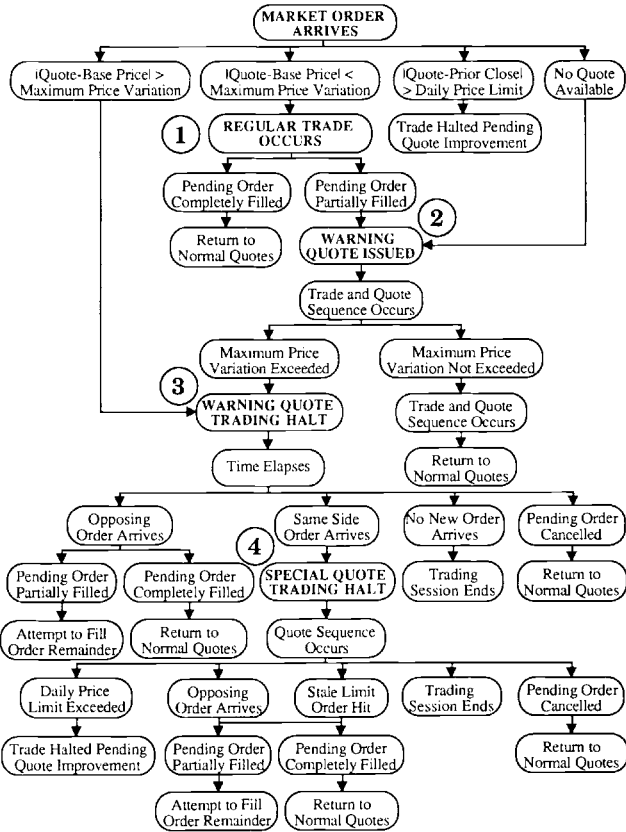 MARKET ORDER
ARRIVES
|Quote-Base Price| >
Maximum Price Variation
|Quote-Base Price| <
Maximum Price Variation
|Quote-Prior Close|
> Daily Price Limit
No Quote
Available
1
REGULAR TRADE
OCCURS
Trade Halted Pending
Quote Improvement
Pending Order
Completely Filled
Pending Order
Partially Filled
2
Return to
Normal Quotes
WARNING
QUOTE ISSUED
Trade and Quote
Sequence Occurs
Maximum Price
Variation Exceeded
Maximum Price
Variation Not Exceeded
3
WARNING QUOTE
TRADING HALT
Trade and Quote
Sequence Occurs
Time Elapses
Return to
Normal Quotes
Opposing
Order Arrives
Same Side
Order Arrives
No New Order
Arrives
Pending Order
Cancelled
4
Pending Order
Partially Filled
Pending Order
Completely Filled
SPECIAL QUOTE
TRADING HALT
Trading
Session Ends
Return to
Normal Quotes
Attempt to Fill
Order Remainder
Return to
Normal Quotes
Quote Sequence
Occurs
Daily Price
Limit Exceeded
Opposing
Order Arrives
Stale Limit
Order Hit
Trading
Session Ends
Pending Order
Cancelled
Trade Halted Pending
Quote Improvement
Pending Order
Partially Filled
Pending Order
Completely Filled
Return to
Normal Quotes
Attempt to Fill
Order Remainder
Return to
Normal Quotes